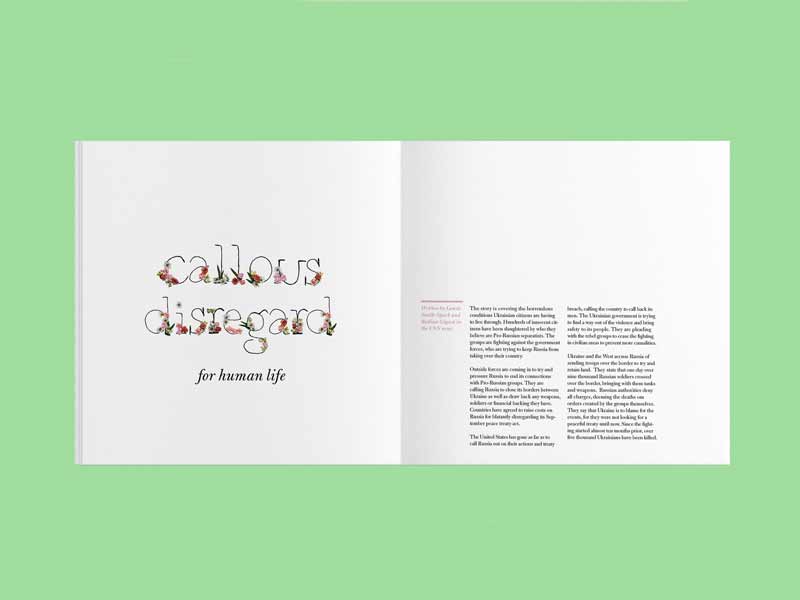 callous
disregard
for human life
Written by Laura
Smith-Spark and
Radina Gigova in
the CNN news.
The story is covering the horrendous
conditions Ukrainian citizens are having
to live through. Hundreds of innocent cit-
izens have been slaughtered by who they
believe are Pro-Russian separatists. The
groups are fighting against the government
forces, who are trying to keep Russia from
taking over their country.
Outside forces are coming in to try and
pressure Russia to end its connections
with Pro-Russian groups. They are
calling Russia to close its borders between
Ukraine as well as draw back any weapons,
soldiers or financial backing they have.
Countries have agreed to raise costs on
Russia for blatantly disregarding its Sep-
tember peace treaty act.
The United States has gone as far as to
call Russia out on their actions and treaty
breach, calling the country to call back its
men. The Ukrainian government is trying
to find a way out of the violence and bring
safety to its people. They are pleading
with the rebel groups to cease the fighting
in civilian areas to prevent more casualties.
Ukraine and the West accuse Russia of
sending troops over the border to try and
retain land. They state that one day over
nine thousand Russian soldiers crossed
over the border, bringing with them tanks
and weapons. Russian authorities deny
all charges, deeming the deaths on
orders created by the groups themselves.
They say that Ukraine is to blame for the
events, for they were not looking for a
peaceful treaty until now. Since the fight-
ing started almost ten months prior, over
five thousand Ukrainians have been killed.